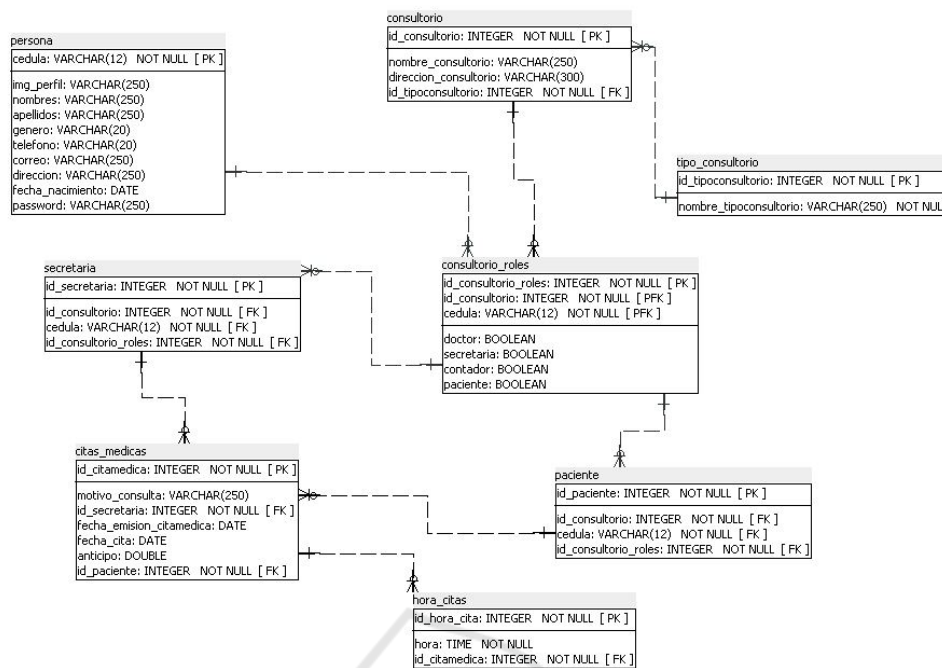 consultorio
id_consultorio: INTEGER NOT NULL [ PK ]
nombre_consultorio: VARCHAR(250)
direccion_consultorio: VARCHAR(300)
id_tipoconsultorio: INTEGER NOT NULL [ FK ]
persona
cedula: VARCHAR(12) NOT NULL [ PK ]
img_perfil: VARCHAR(250)
nombres: VARCHAR(250)
apellidos: VARCHAR(250)
genero: VARCHAR(20)
telefono: VARCHAR(20)
correo: VARCHAR(250)
direccion: VARCHAR(250)
fecha_nacimiento: DATE
password: VARCHAR(250)
tipo_consultorio
id_tipoconsultorio: INTEGER NOT NULL [ PK ]
nombre_tipoconsultorio: VARCHAR(250) NOT NUL
secretaria
id_secretaria: INTEGER NOT NULL [ PK ]
id_consultorio: INTEGER NOT NULL [ FK ]
cedula: VARCHAR(12) NOT NULL [ FK ]
id_consultorio_roles: INTEGER NOT NULL [ FK ]
consultorio_roles
id_consultorio_roles: INTEGER NOT NULL [ PK ]
id_consultorio: INTEGER NOT NULL [ PFK ]
cedula: VARCHAR(12) NOT NULL [ PFK ]
doctor: BOOLEAN
secretaria: BOOLEAN
contador: BOOLEAN
paciente: BOOLEAN
citas_medicas
id_citamedica: INTEGER NOT NULL [ PK ]
motivo_consulta: VARCHAR(250)
id_secretaria: INTEGER NOT NULL [ FK ]
fecha_emision_citamedica: DATE
fecha_cita: DATE
anticipo: DOUBLE
id_paciente: INTEGER NOT NULL [ FK ]
paciente
id_paciente: INTEGER NOT NULL [ PK ]
id_consultorio: INTEGER NOT NULL [ FK ]
cedula: VARCHAR(12) NOT NULL [ FK ]
id_consultorio_roles: INTEGER NOT NULL [ FK ]
hora_citas
id_hora_cita: INTEGER NOT NULL [ PK ]
hora: TIME NOT NULL
id_citamedica: INTEGER NOT NULL [ FK ]